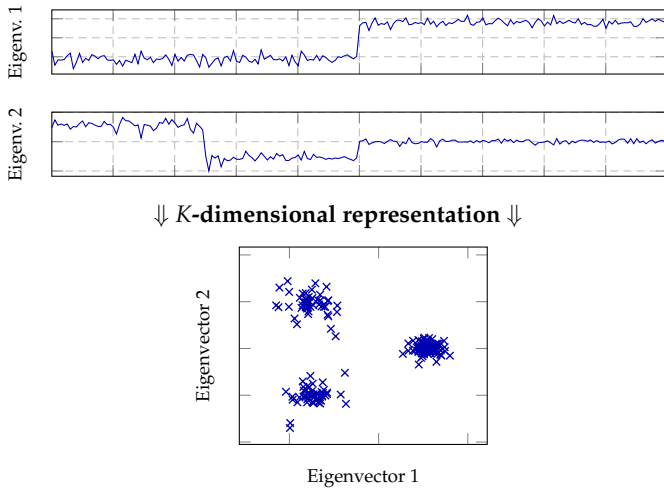 Eigenv. 1
Eigenv. 2
⇓ K-dimensional representation ⇓
Eigenvector 2
Eigenvector 1